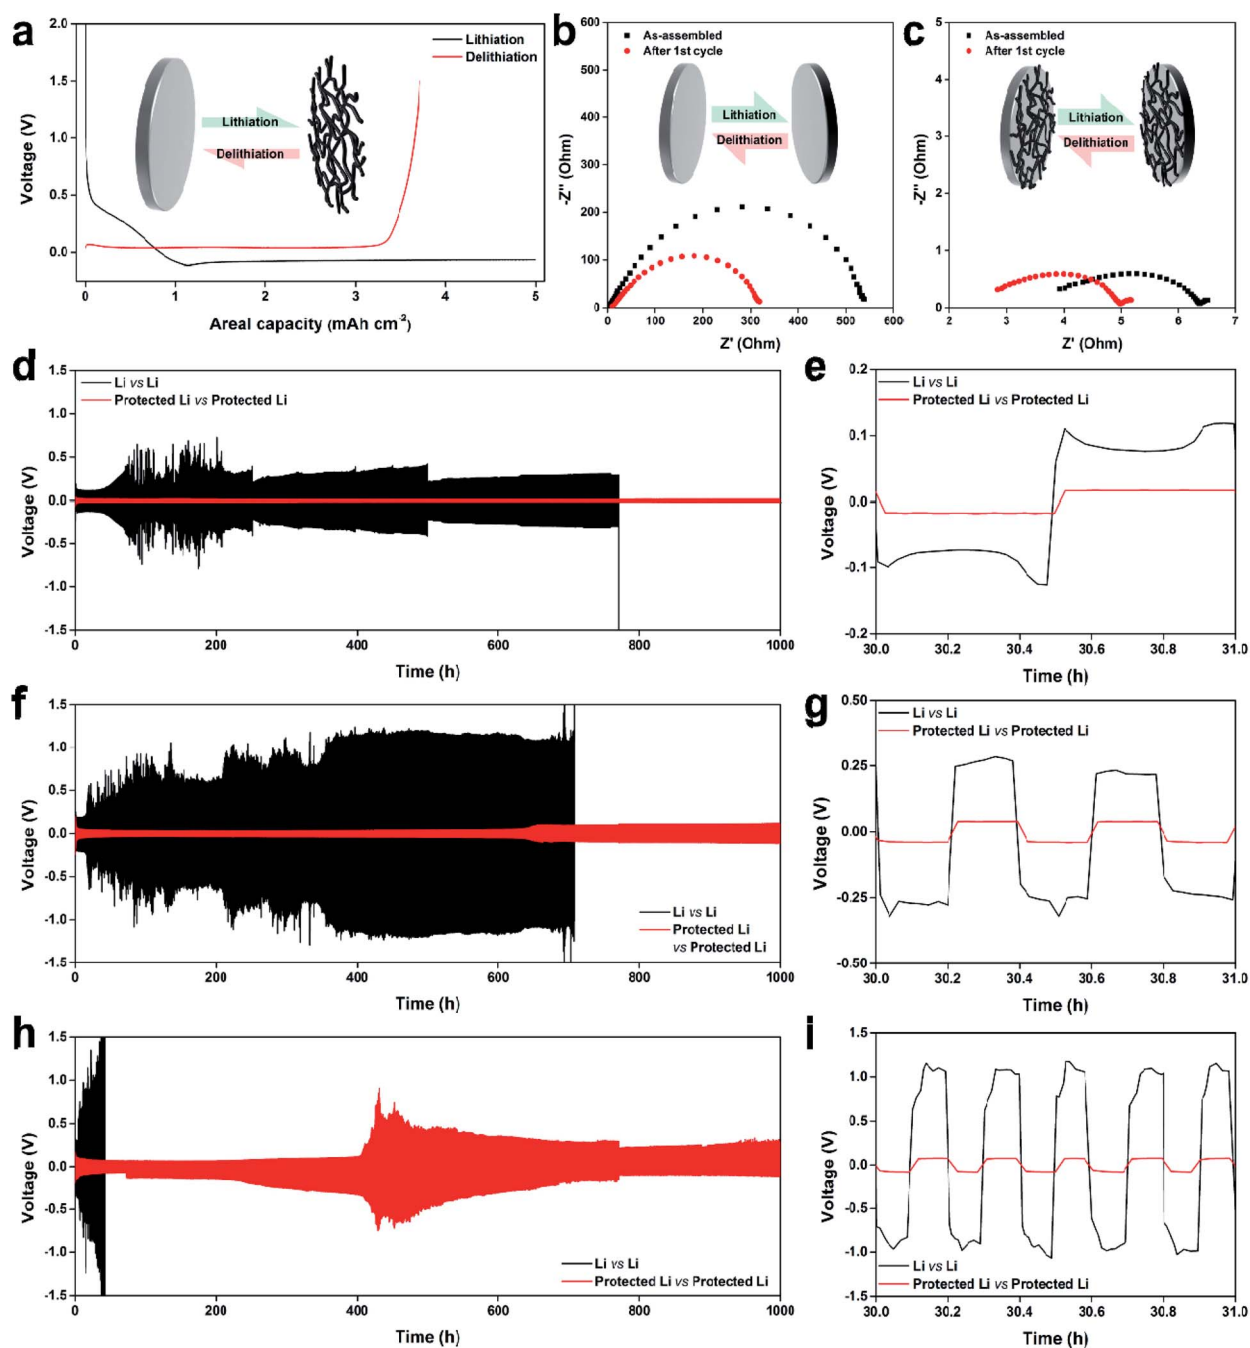 a
2.0
1.5
1.0
0.5
0.0
Voltage (V)
Lithiation
Delithiation
Lithiation
Delithiation
0 1 2 3 4 5
Areal capacity (mAh cm⁻²)
b
600
500
400
300
200
100
0
-Z'' (Ohm)
As-assembled
After 1st cycle
Lithiation
Delithiation
0 100 200 300 400 500 600
Z' (Ohm)
c
5
4
3
2
1
0
-Z'' (Ohm)
As-assembled
After 1st cycle
Lithiation
Delithiation
2 3 4 5 6 7
Z' (Ohm)
d
1.5
1.0
0.5
0.0
-0.5
-1.0
-1.5
Voltage (V)
Li vs Li
Protected Li vs Protected Li
0 200 400 600 800 1000
Time (h)
e
0.2
0.1
0.0
-0.1
-0.2
Voltage (V)
Li vs Li
Protected Li vs Protected Li
30.0 30.2 30.4 30.6 30.8 31.0
Time (h)
f
1.5
1.0
0.5
0.0
-0.5
-1.0
-1.5
Voltage (V)
Li vs Li
Protected Li
vs Protected Li
0 200 400 600 800 1000
Time (h)
g
0.50
0.25
0.00
-0.25
-0.50
Voltage (V)
Li vs Li
Protected Li vs Protected Li
30.0 30.2 30.4 30.6 30.8 31.0
Time (h)
h
1.5
1.0
0.5
0.0
-0.5
-1.0
-1.5
Voltage (V)
Li vs Li
Protected Li vs Protected Li
0 200 400 600 800 1000
Time (h)
i
1.5
1.0
0.5
0.0
-0.5
-1.0
-1.5
Voltage (V)
Li vs Li
Protected Li vs Protected Li
30.0 30.2 30.4 30.6 30.8 31.0
Time (h)